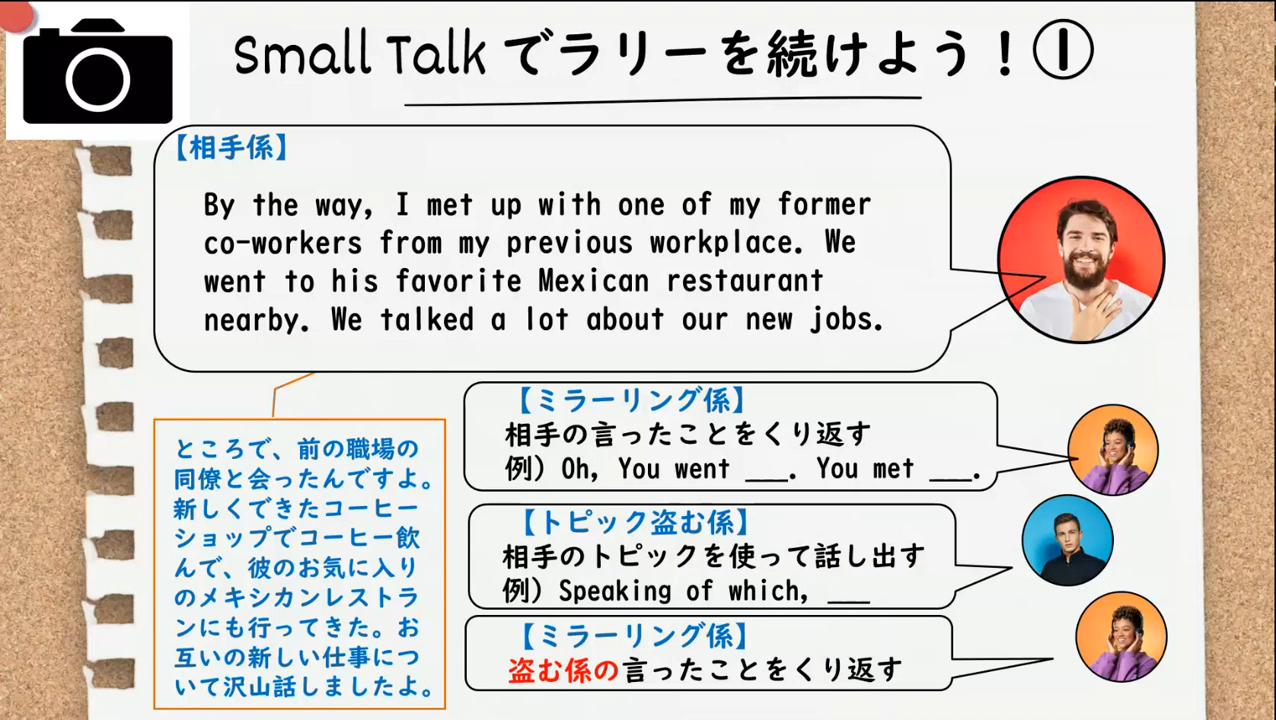 Small Talk でラリーを続けよう！①
【相手係】
By the way, I met up with one of my former
co-workers from my previous workplace. We
went to his favorite Mexican restaurant
nearby. We talked a lot about our new jobs.
ところで、前の職場の
同僚と会ったんですよ。
新しくできたコーヒー
ショップでコーヒー飲
んで、彼のお気に入り
のメキシカンレストラ
ンにも行ってきた。お
互いの新しい仕事につ
いて沢山話しましたよ。
【ミラーリング係】
相手の言ったことをくり返す
例）Oh, You went ___. You met ___.
【トピック盗む係】
相手のトピックを使って話し出す
例）Speaking of which, ___
【ミラーリング係】
盗む係の言ったことをくり返す